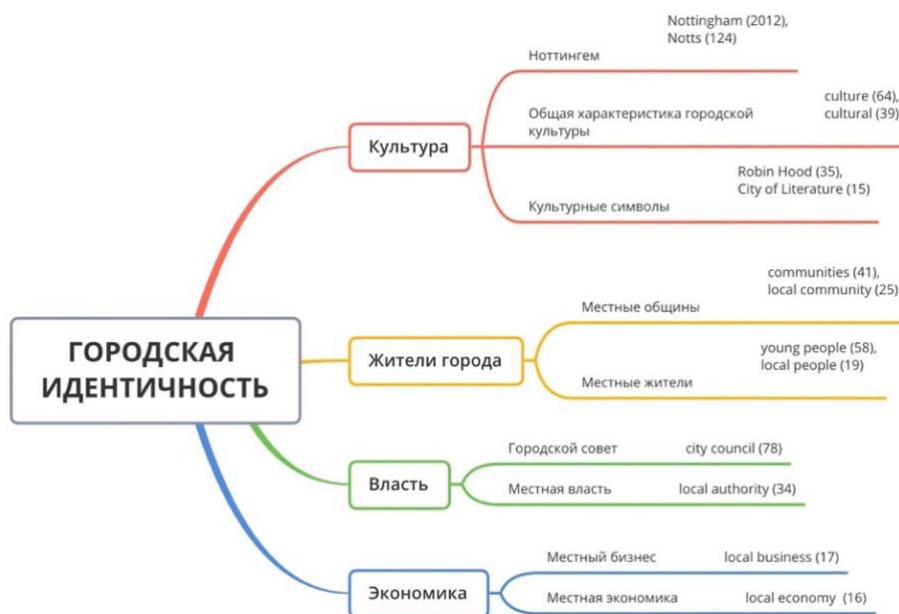 Nottingham (2012),
Notts (124)
Ноттингем
culture (64),
cultural (39)
Общая характеристика городской
культуры
Культура
Robin Hood (35),
City of Literature (15)
Культурные символы
communities (41),
local community (25)
Местные общины
ГОРОДСКАЯ
ИДЕНТИЧНОСТЬ
Жители города
young people (58),
local people (19)
Местные жители
Городской совет city council (78)
Власть
Местная власть local authority (34)
Местный бизнес local business (17)
Экономика
Местная экономика local economy (16)